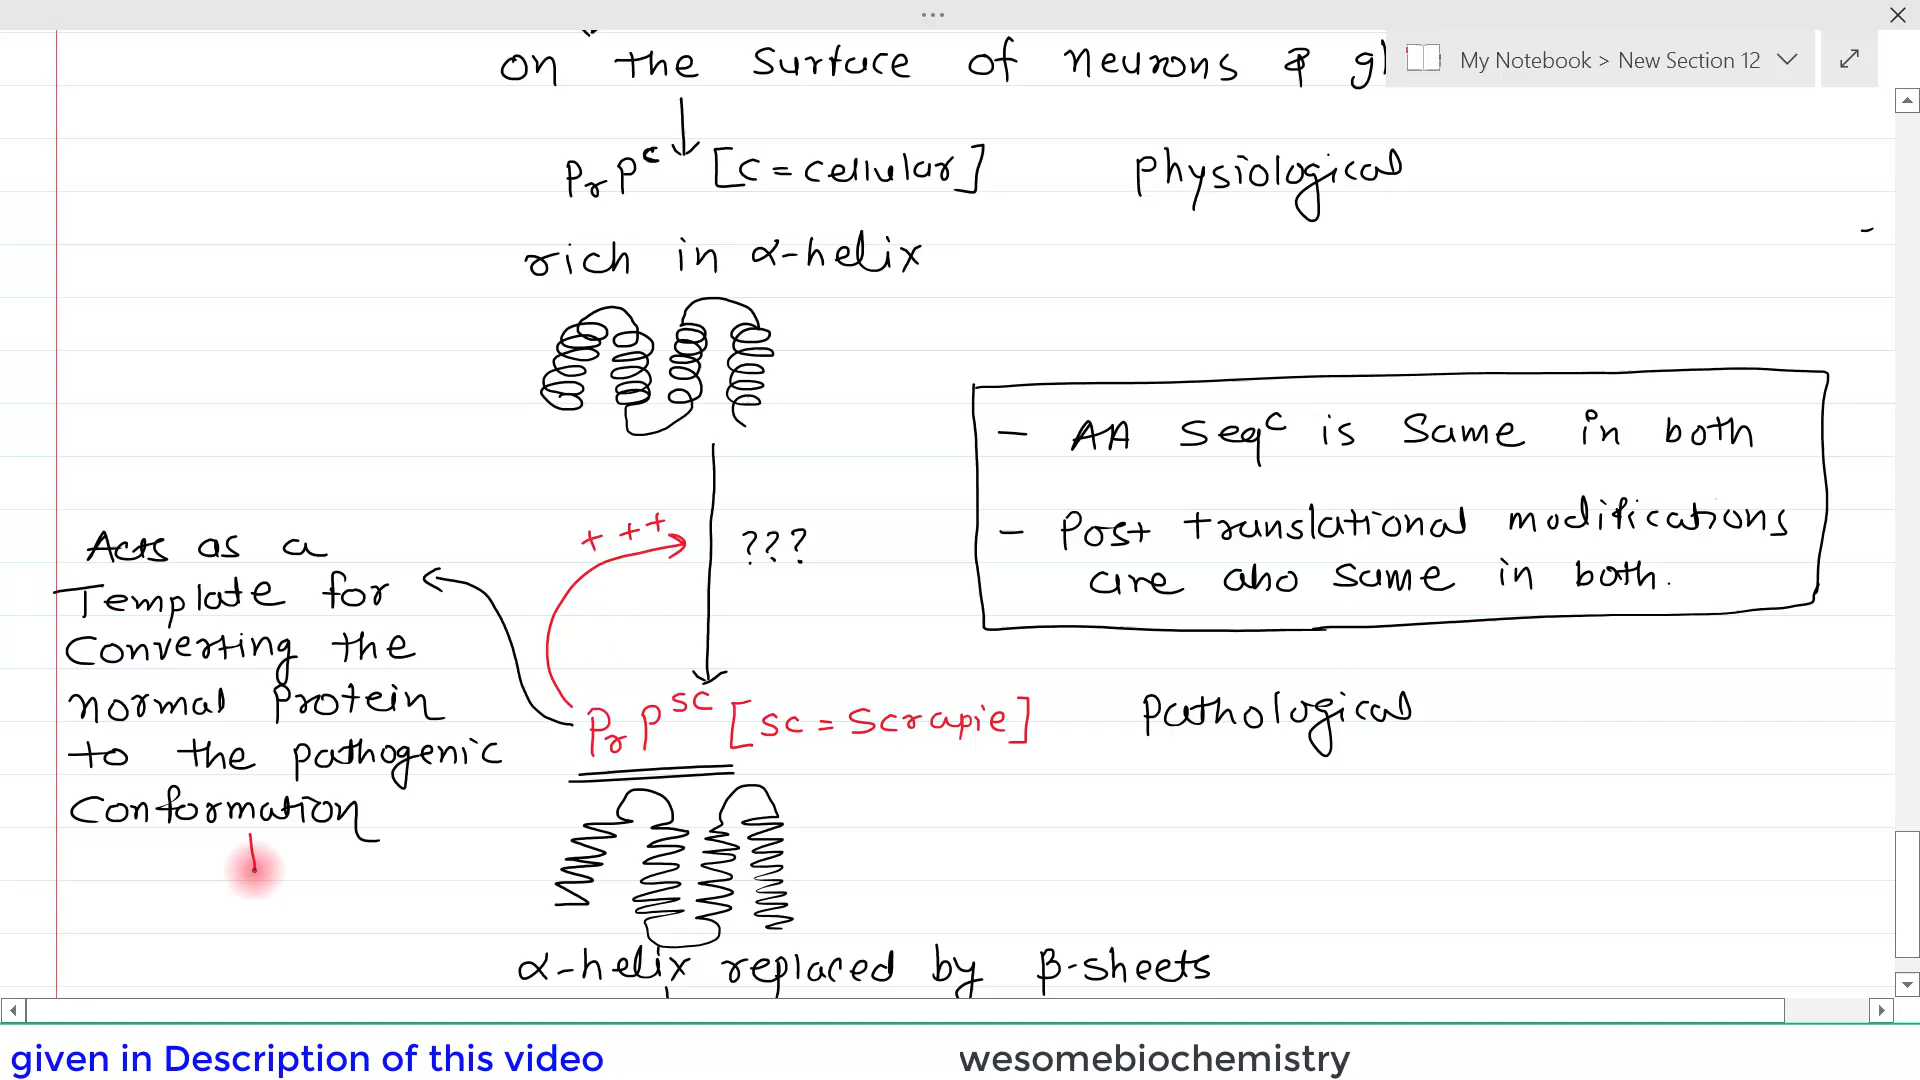 on the surface of neurons & gl
My Notebook > New Section 12
PrPᶜ [C = cellular] Physiological
rich in α-helix
- AA Seqᶜ is same in both
- Post translational modifications
are also same in both.
+ + +
???
Acts as a
Template for
Converting the
normal Protein
to the pathogenic
Conformation
PrPˢᶜ [SC = Scrapie] Pathological
α-helix replaced by β-sheets
given in Description of this video
wesomebiochemistry